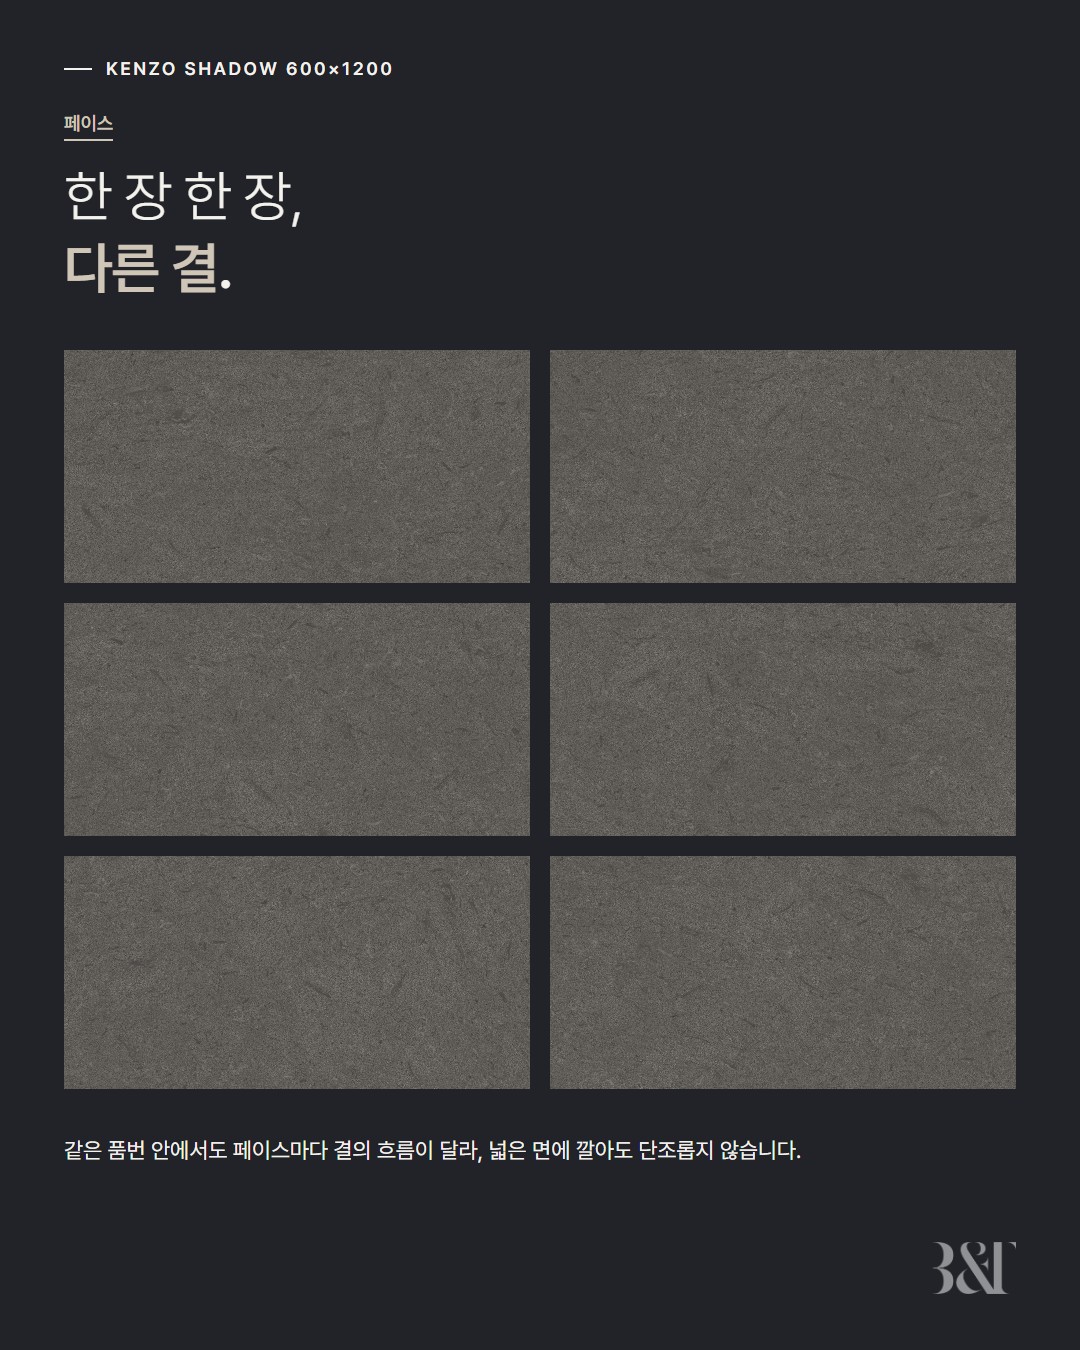 KENZO SHADOW 600×1200
페이스
한 장 한 장,
다른 결.
같은 품번 안에서도 페이스마다 결의 흐름이 달라, 넓은 면에 깔아도 단조롭지 않습니다.
B&T